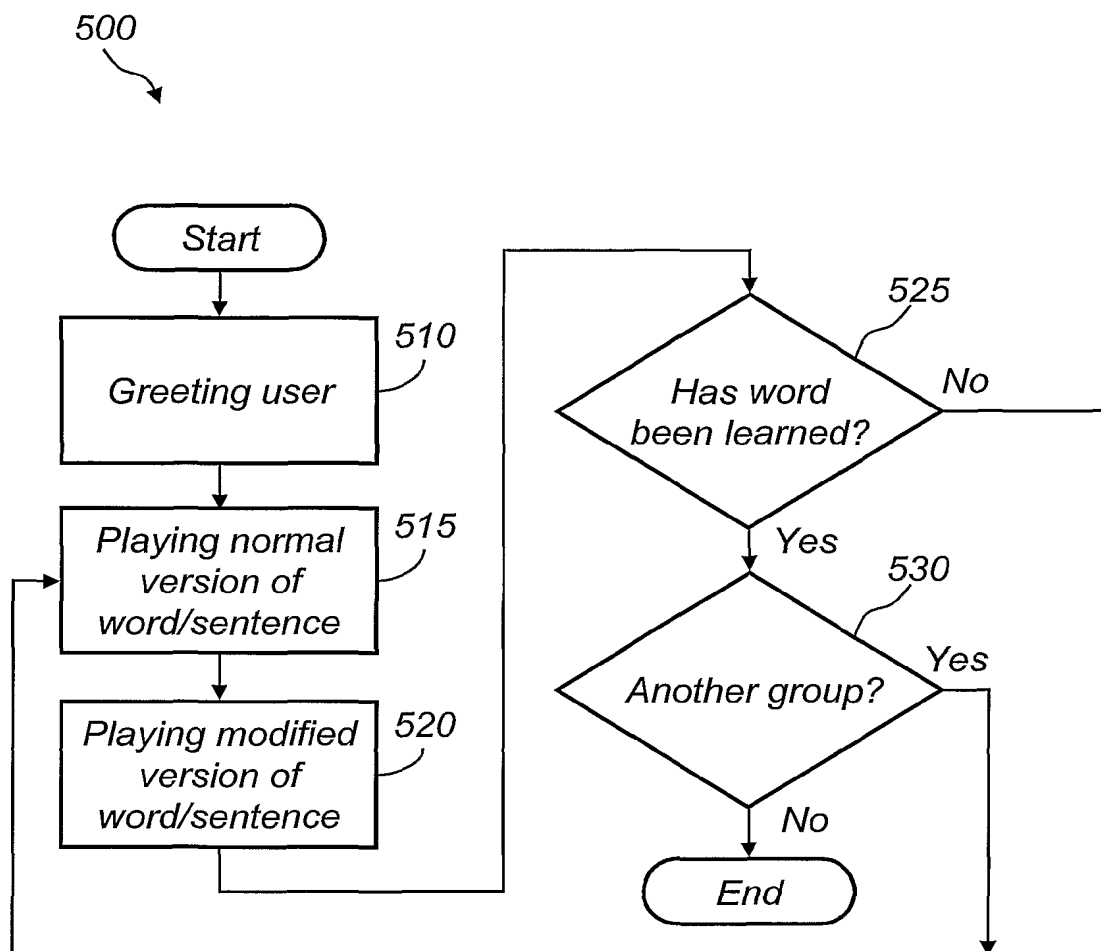 500
Start
510
Greeting user
515
Playing normal
version of
word/sentence
520
Playing modified
version of
word/sentence
525
Has word
been learned?
No
Yes
530
Another group?
Yes
No
End